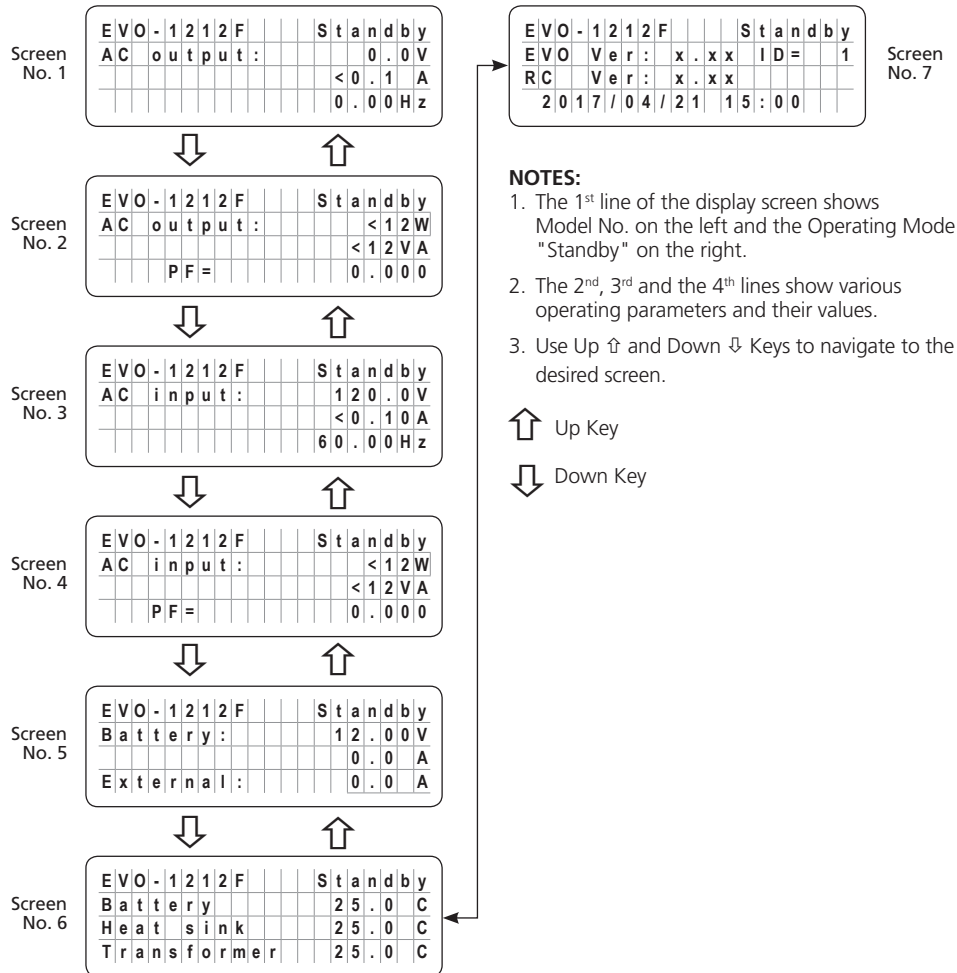 Screen No. 1
EVO-1212F Standby
AC output: 0.0V
<0.1 A
0.00Hz
Screen No. 2
EVO-1212F Standby
AC output: <12W
<12VA
PF= 0.000
Screen No. 3
EVO-1212F Standby
AC input: 120.0V
<0.10A
60.00Hz
Screen No. 4
EVO-1212F Standby
AC input: <12W
<12VA
PF= 0.000
Screen No. 5
EVO-1212F Standby
Battery: 12.00V
0.0 A
External: 0.0 A
Screen No. 6
EVO-1212F Standby
Battery 25.0 C
Heat sink 25.0 C
Transformer 25.0 C
Screen No. 7
EVO-1212F Standby
EVO Ver: x.xx ID= 1
RC Ver: x.xx
2017/04/21 15:00
NOTES:
1. The 1st line of the display screen shows
Model No. on the left and the Operating Mode
"Standby" on the right.
2. The 2nd, 3rd and the 4th lines show various
operating parameters and their values.
3. Use Up ⇧ and Down ⇩ Keys to navigate to the
desired screen.
⇧ Up Key
⇩ Down Key